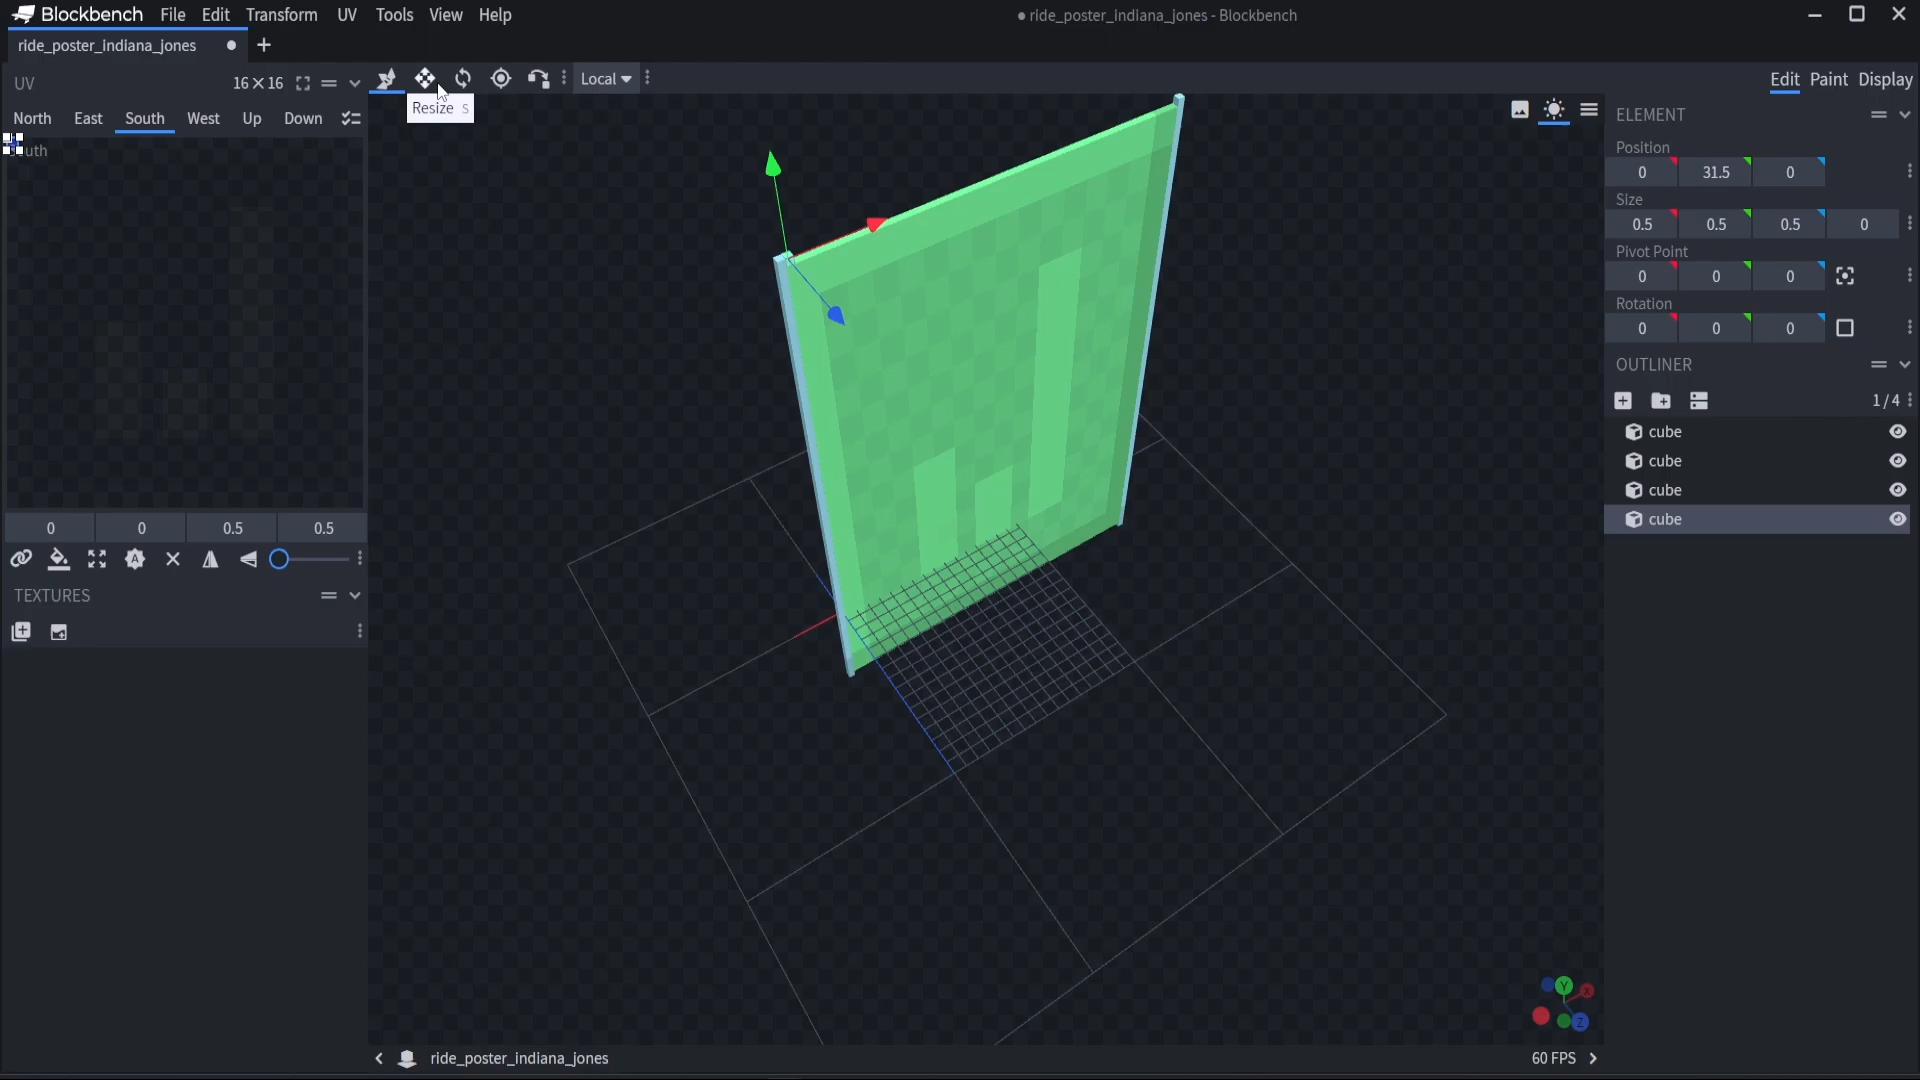 Blockbench File Edit Transform UV Tools View Help
• ride_poster_indiana_jones - Blockbench
ride_poster_indiana_jones
UV 16×16
Local
Edit Paint Display
Resize S
North East South West Up Down
uth
ELEMENT
Position
0 31.5 0
Size
0.5 0.5 0.5 0
Pivot Point
0 0 0
Rotation
0 0 0
OUTLINER
1 / 4
cube
cube
cube
cube
0 0 0.5 0.5
A
TEXTURES
Y X
Z
ride_poster_indiana_jones
60 FPS